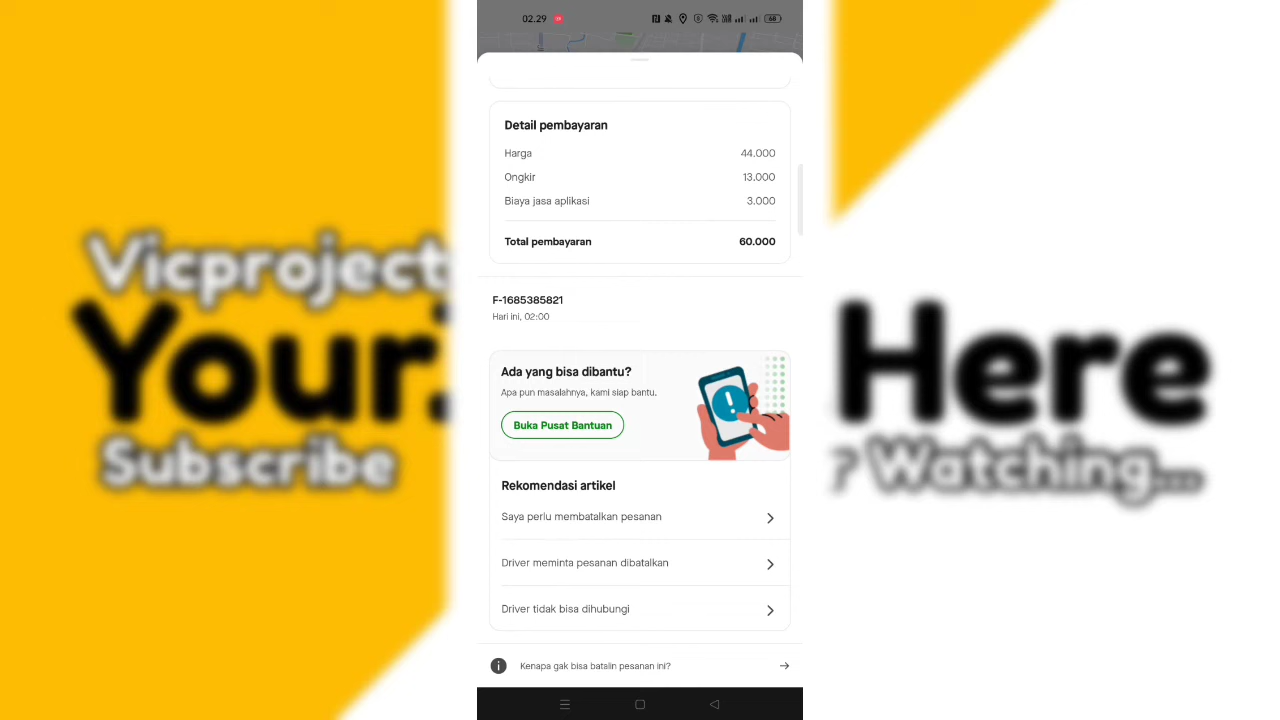 02.29
68
Detail pembayaran
Harga 44.000
Ongkir 13.000
Biaya jasa aplikasi 3.000
Total pembayaran 60.000
F-1685385821
Hari ini, 02:00
Ada yang bisa dibantu?
Apa pun masalahnya, kami siap bantu.
Buka Pusat Bantuan
Rekomendasi artikel
Saya perlu membatalkan pesanan
Driver meminta pesanan dibatalkan
Driver tidak bisa dihubungi
Kenapa gak bisa batalin pesanan ini?
Vicproject
Your Here
Subscribe ? Watching...